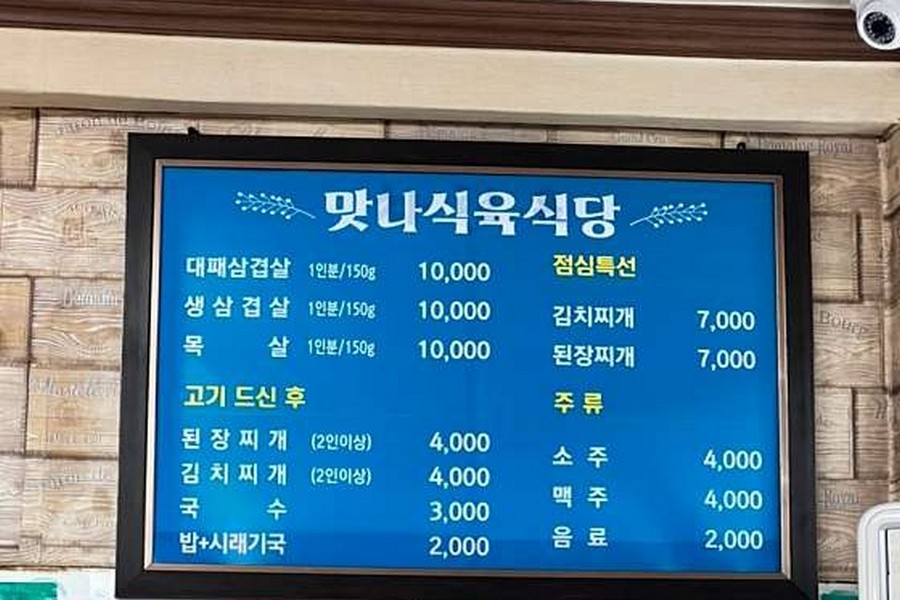 맛나식육식당
대패삼겹살 1인분/150g 10,000
생삼겹살 1인분/150g 10,000
목 살 1인분/150g 10,000
고기 드신 후
된장찌개 (2인이상) 4,000
김치찌개 (2인이상) 4,000
국 수 3,000
밥+시래기국 2,000
점심특선
김치찌개 7,000
된장찌개 7,000
주 류
소 주 4,000
맥 주 4,000
음 료 2,000